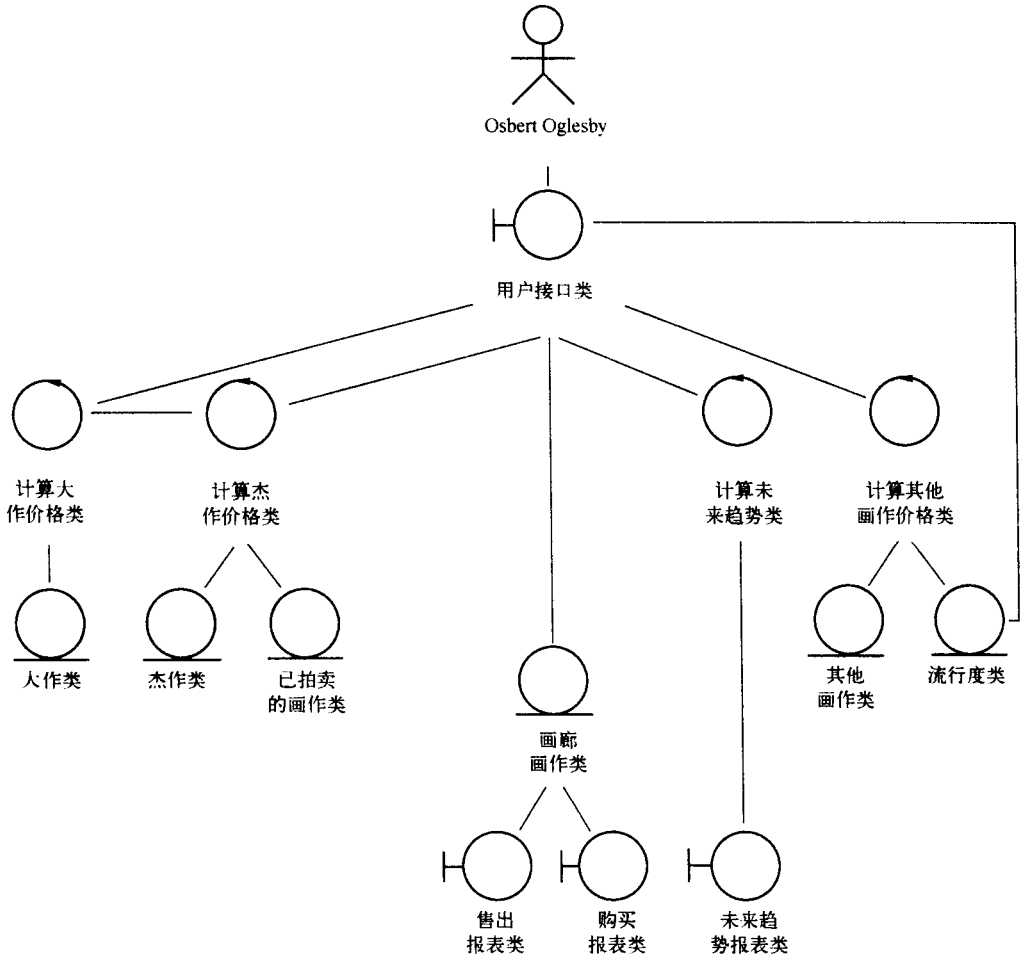 Osbert Oglesby
用户接口类
计算大
作价格类
计算杰
作价格类
计算未
来趋势类
计算其他
画作价格类
大作类
杰作类
已拍卖
的画作类
其他
画作类
流行度类
画廊
画作类
售出
报表类
购买
报表类
未来趋
势报表类